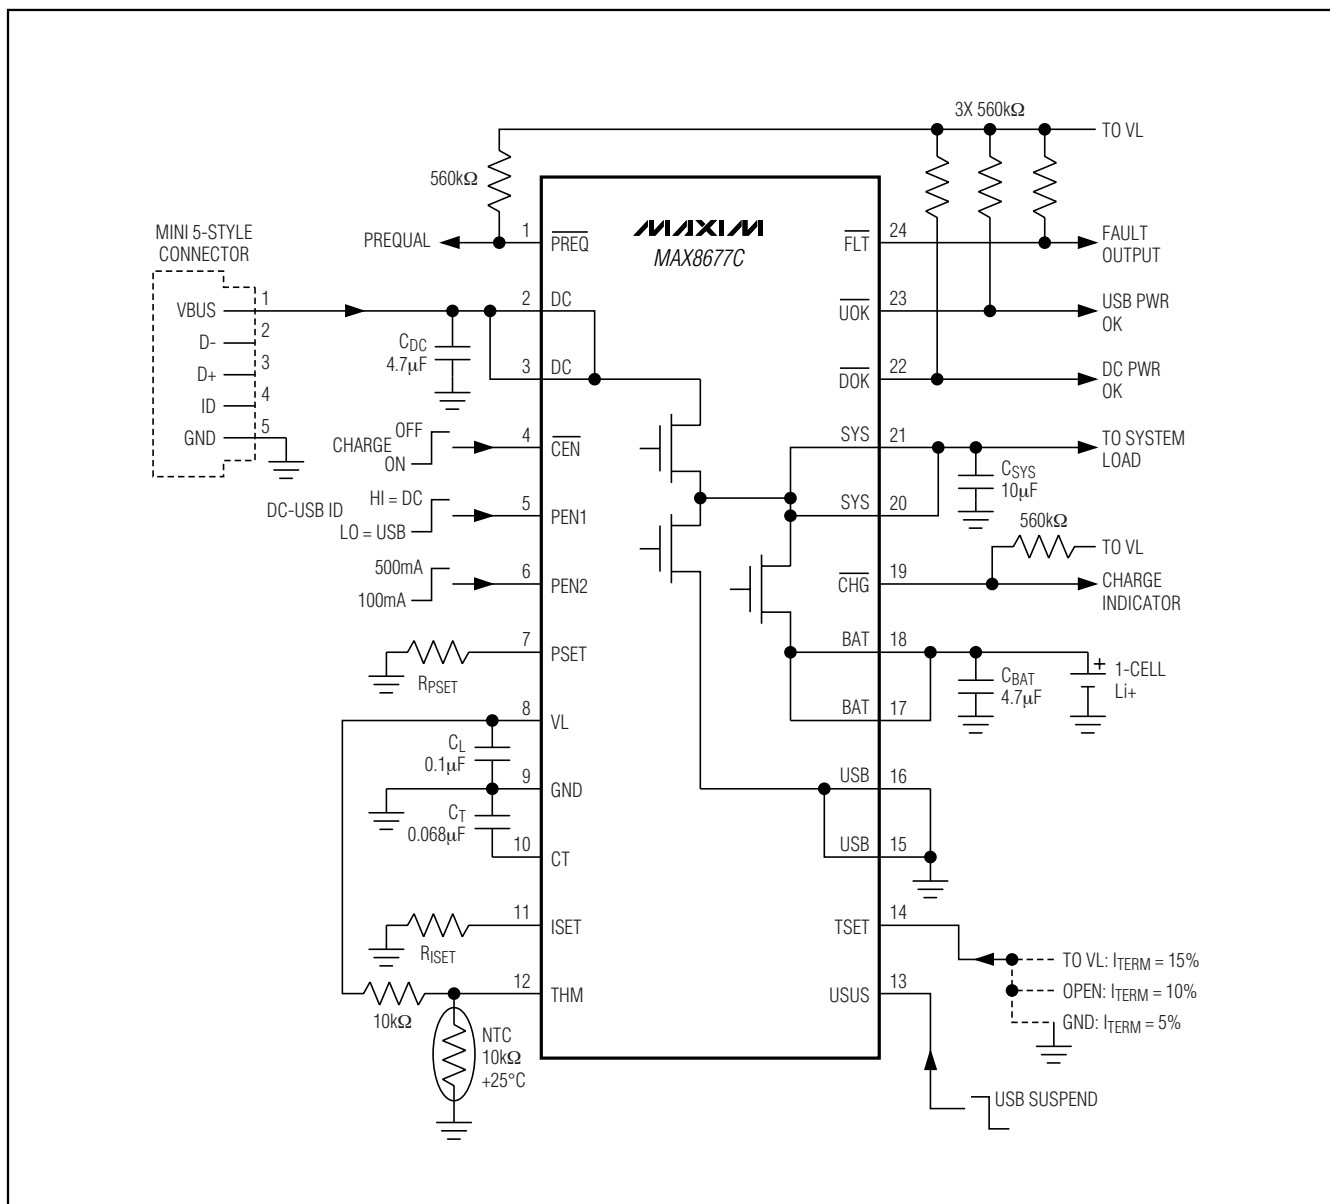 3X 560kΩ
TO VL
560kΩ
MAXIM
MAX8677C
MINI 5-STYLE
CONNECTOR
PREQUAL
1
PREQ
FLT
24
FAULT
OUTPUT
VBUS
1
2
DC
UOK
23
USB PWR
OK
D-
2
CDC
4.7μF
D+
3
3
DC
DOK
22
DC PWR
OK
ID
4
GND
5
CHARGE
OFF
ON
4
CEN
SYS
21
TO SYSTEM
LOAD
CSYS
10μF
DC-USB ID
HI = DC
LO = USB
5
PEN1
SYS
20
560kΩ
TO VL
500mA
100mA
6
PEN2
CHG
19
CHARGE
INDICATOR
7
PSET
RPSET
BAT
18
CBAT
4.7μF
+
1-CELL
Li+
8
VL
BAT
17
CL
0.1μF
9
GND
USB
16
CT
0.068μF
10
CT
USB
15
11
ISET
RISET
TSET
14
TO VL: ITERM = 15%
OPEN: ITERM = 10%
GND: ITERM = 5%
12
THM
USUS
13
10kΩ
NTC
10kΩ
+25°C
USB SUSPEND